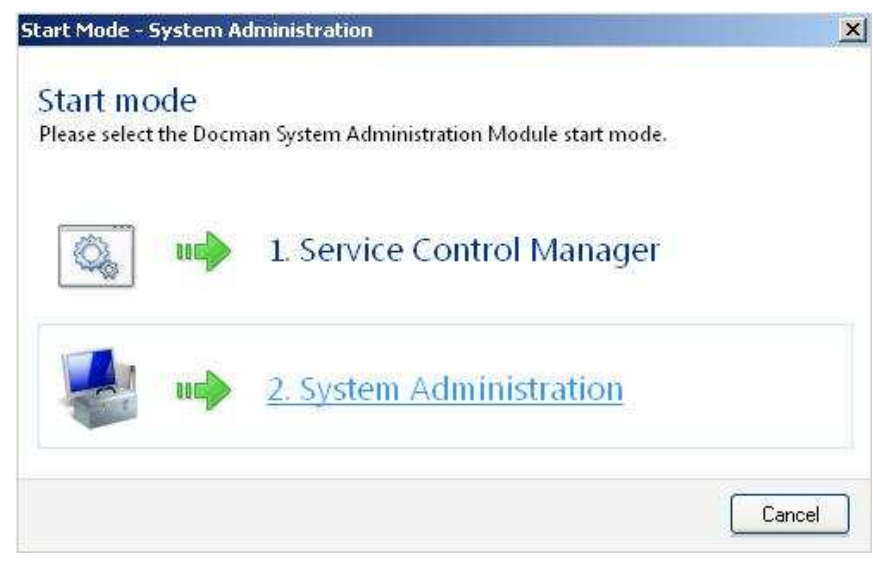 Start Mode - System Administration
Start mode
Please select the Docman System Administration Module start mode.
1. Service Control Manager
2. System Administration
Cancel